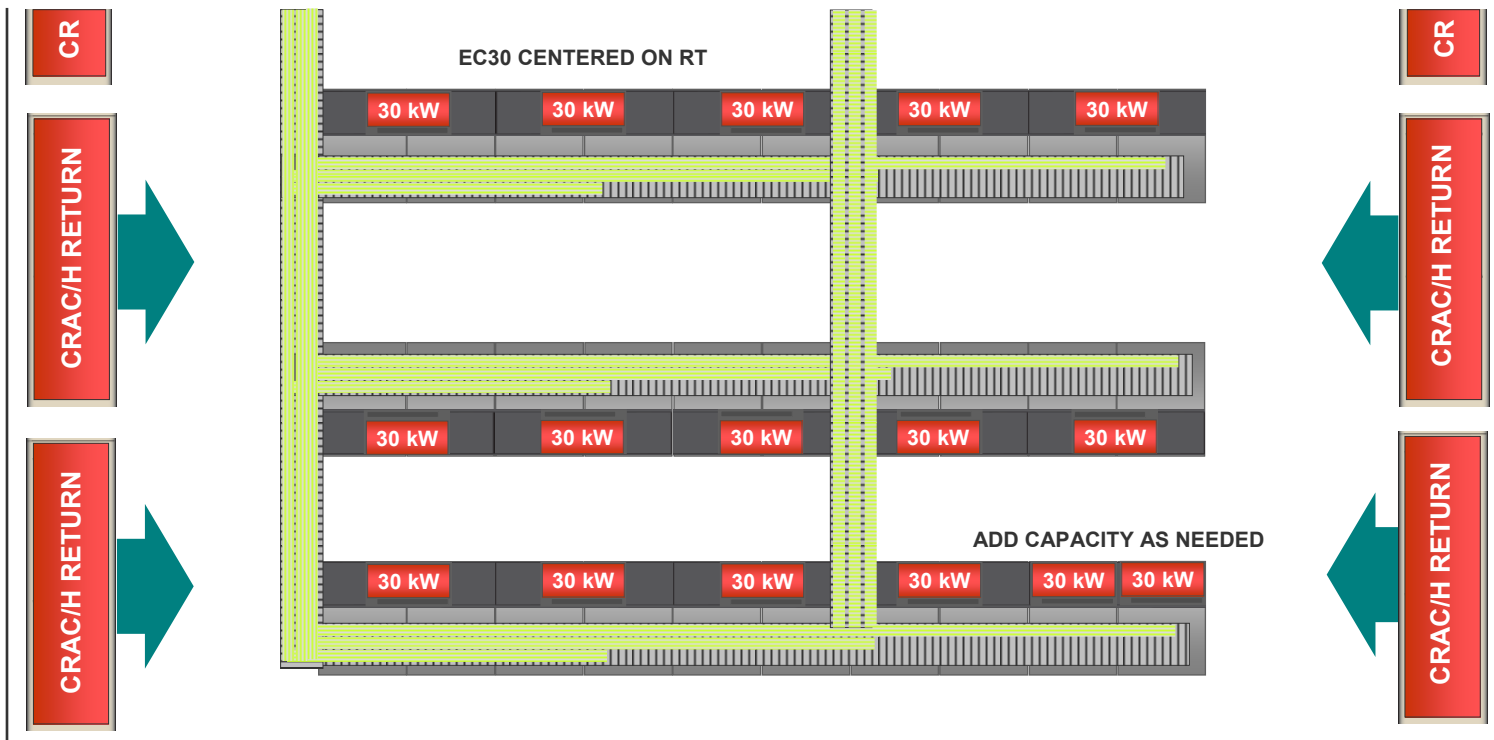 CR
CR
EC30 CENTERED ON RT
30 kW 30 kW 30 kW 30 kW 30 kW
CRAC/H RETURN
CRAC/H RETURN
30 kW 30 kW 30 kW 30 kW 30 kW
CRAC/H RETURN
CRAC/H RETURN
ADD CAPACITY AS NEEDED
30 kW 30 kW 30 kW 30 kW 30 kW 30 kW